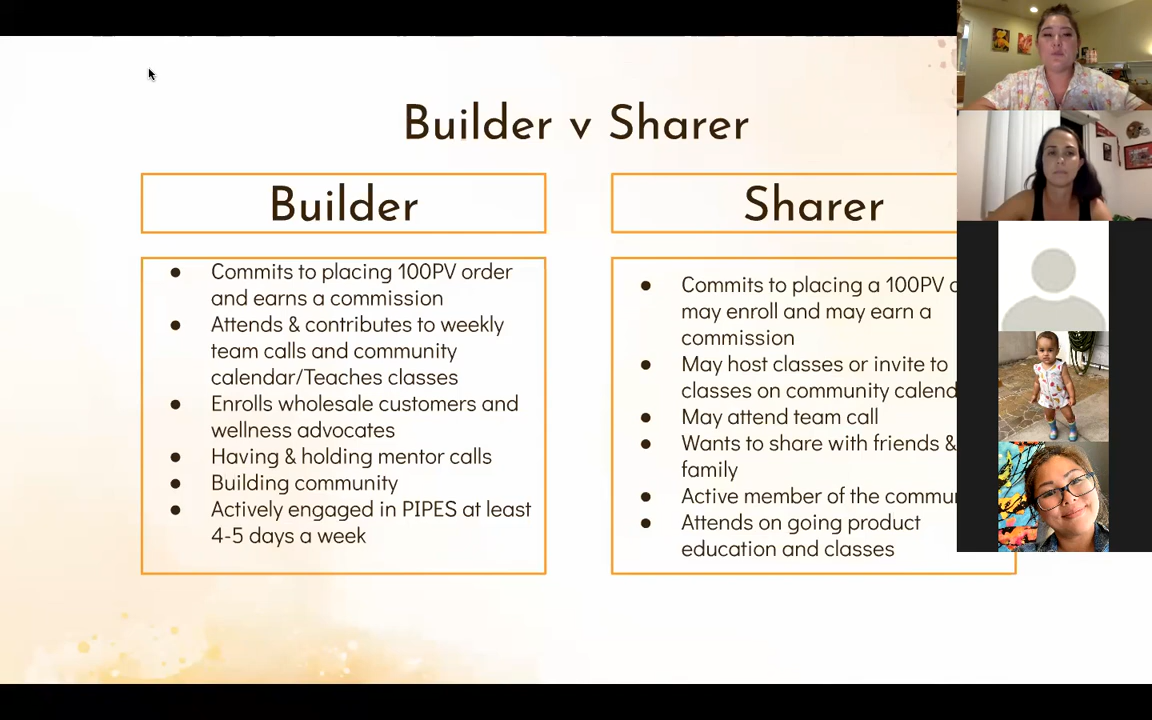 Builder v Sharer
Builder
● Commits to placing 100PV order
and earns a commission
● Attends & contributes to weekly
team calls and community
calendar/Teaches classes
● Enrolls wholesale customers and
wellness advocates
● Having & holding mentor calls
● Building community
● Actively engaged in PIPES at least
4-5 days a week
Sharer
● Commits to placing a 100PV
may enroll and may earn a
commission
● May host classes or invite to
classes on community calend
● May attend team call
● Wants to share with friends &
family
● Active member of the commu
● Attends on going product
education and classes